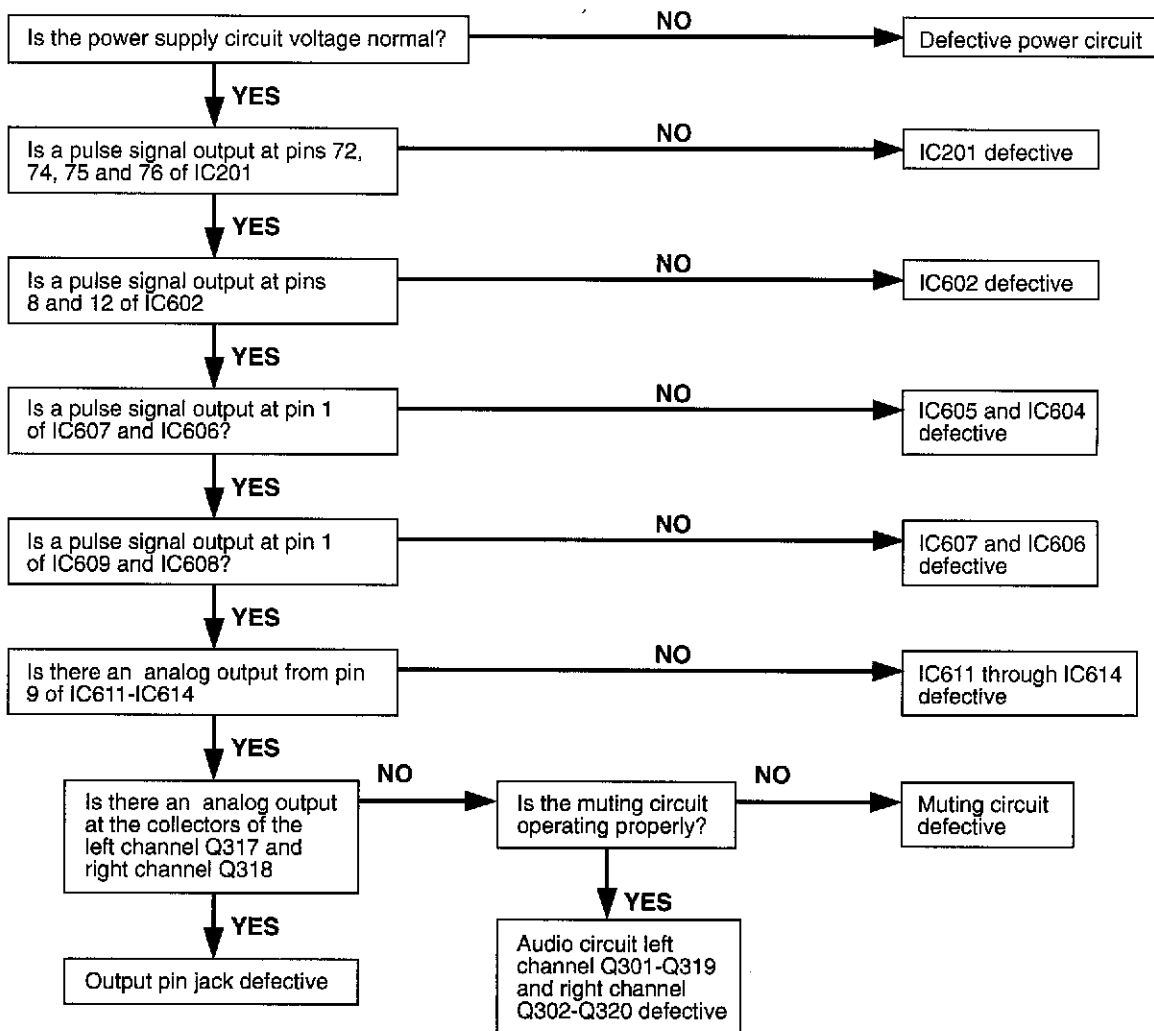 Is the power supply circuit voltage normal?
NO
Defective power circuit
YES
Is a pulse signal output at pins 72,
74, 75 and 76 of IC201
NO
IC201 defective
YES
Is a pulse signal output at pins
8 and 12 of IC602
NO
IC602 defective
YES
Is a pulse signal output at pin 1
of IC607 and IC606?
NO
IC605 and IC604
defective
YES
Is a pulse signal output at pin 1
of IC609 and IC608?
NO
IC607 and IC606
defective
YES
Is there an analog output from pin
9 of IC611-IC614
NO
IC611 through IC614
defective
YES
Is there an analog output
at the collectors of the
left channel Q317 and
right channel Q318
NO
Is the muting circuit
operating properly?
NO
Muting circuit
defective
YES
Output pin jack defective
YES
Audio circuit left
channel Q301-Q319
and right channel
Q302-Q320 defective